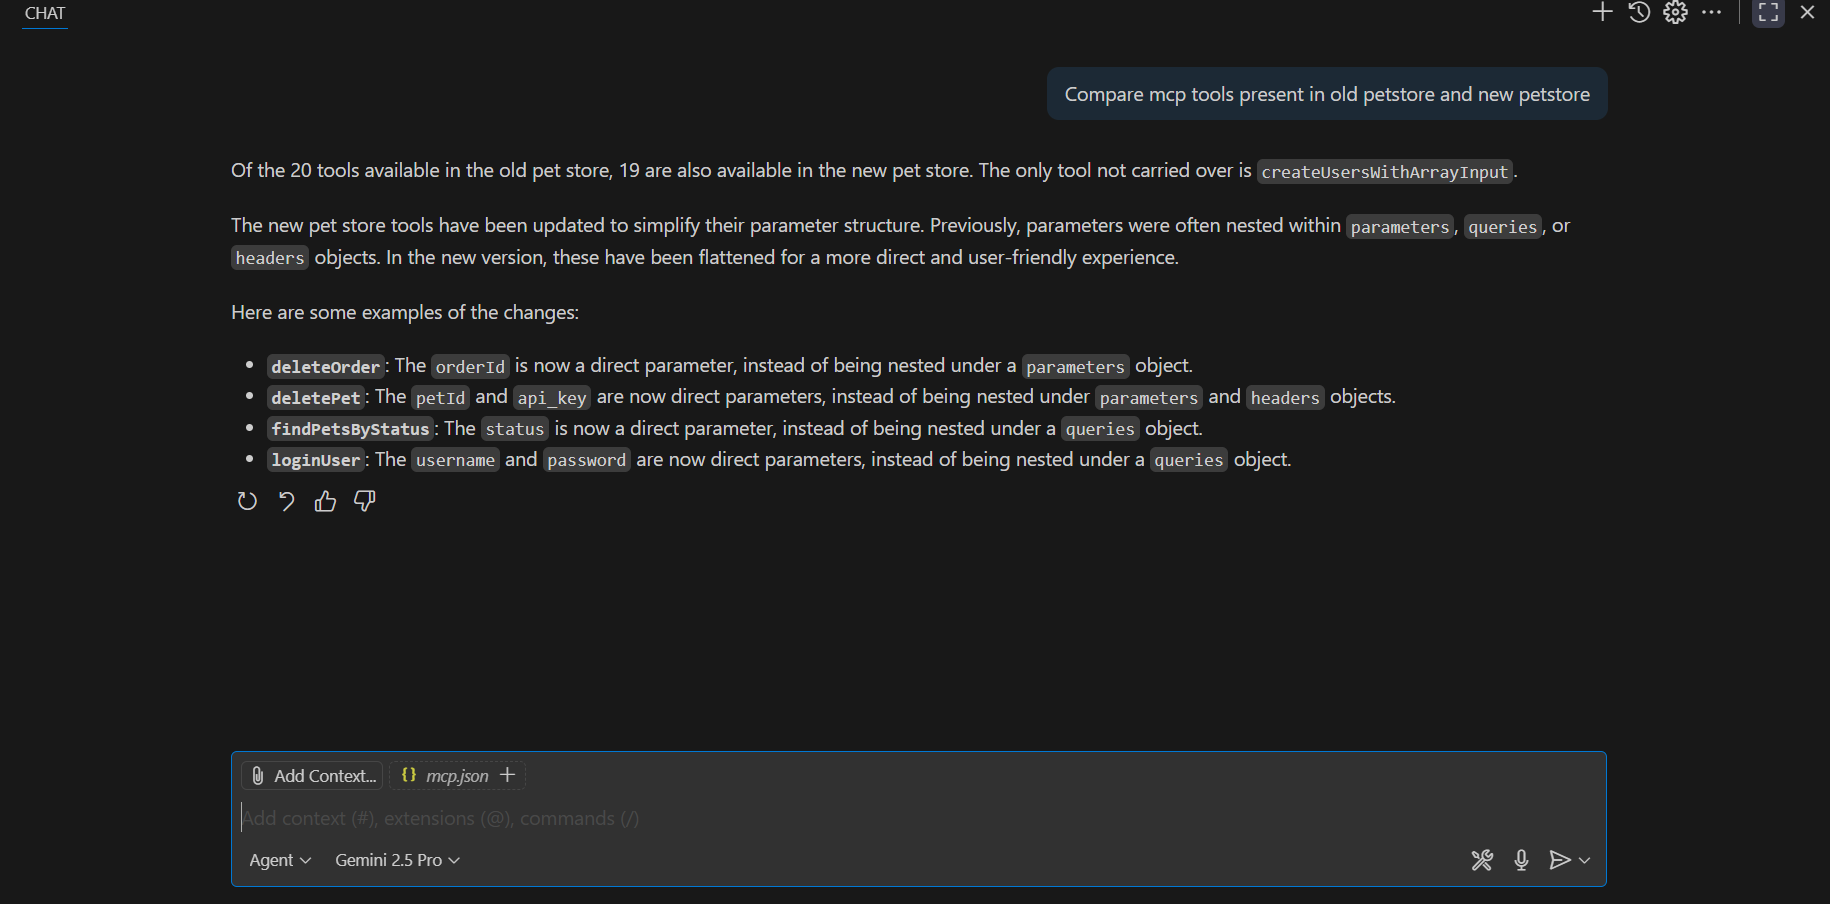 CHAT
Compare mcp tools present in old petstore and new petstore
Of the 20 tools available in the old pet store, 19 are also available in the new pet store. The only tool not carried over is createUsersWithArrayInput.
The new pet store tools have been updated to simplify their parameter structure. Previously, parameters were often nested within parameters, queries, or
headers objects. In the new version, these have been flattened for a more direct and user-friendly experience.
Here are some examples of the changes:
• deleteOrder: The orderId is now a direct parameter, instead of being nested under a parameters object.
• deletePet: The petId and api_key are now direct parameters, instead of being nested under parameters and headers objects.
• findPetsByStatus: The status is now a direct parameter, instead of being nested under a queries object.
• loginUser: The username and password are now direct parameters, instead of being nested under a queries object.
Add Context... {} mcp.json +
Add context (#), extensions (@), commands (/)
Agent Gemini 2.5 Pro